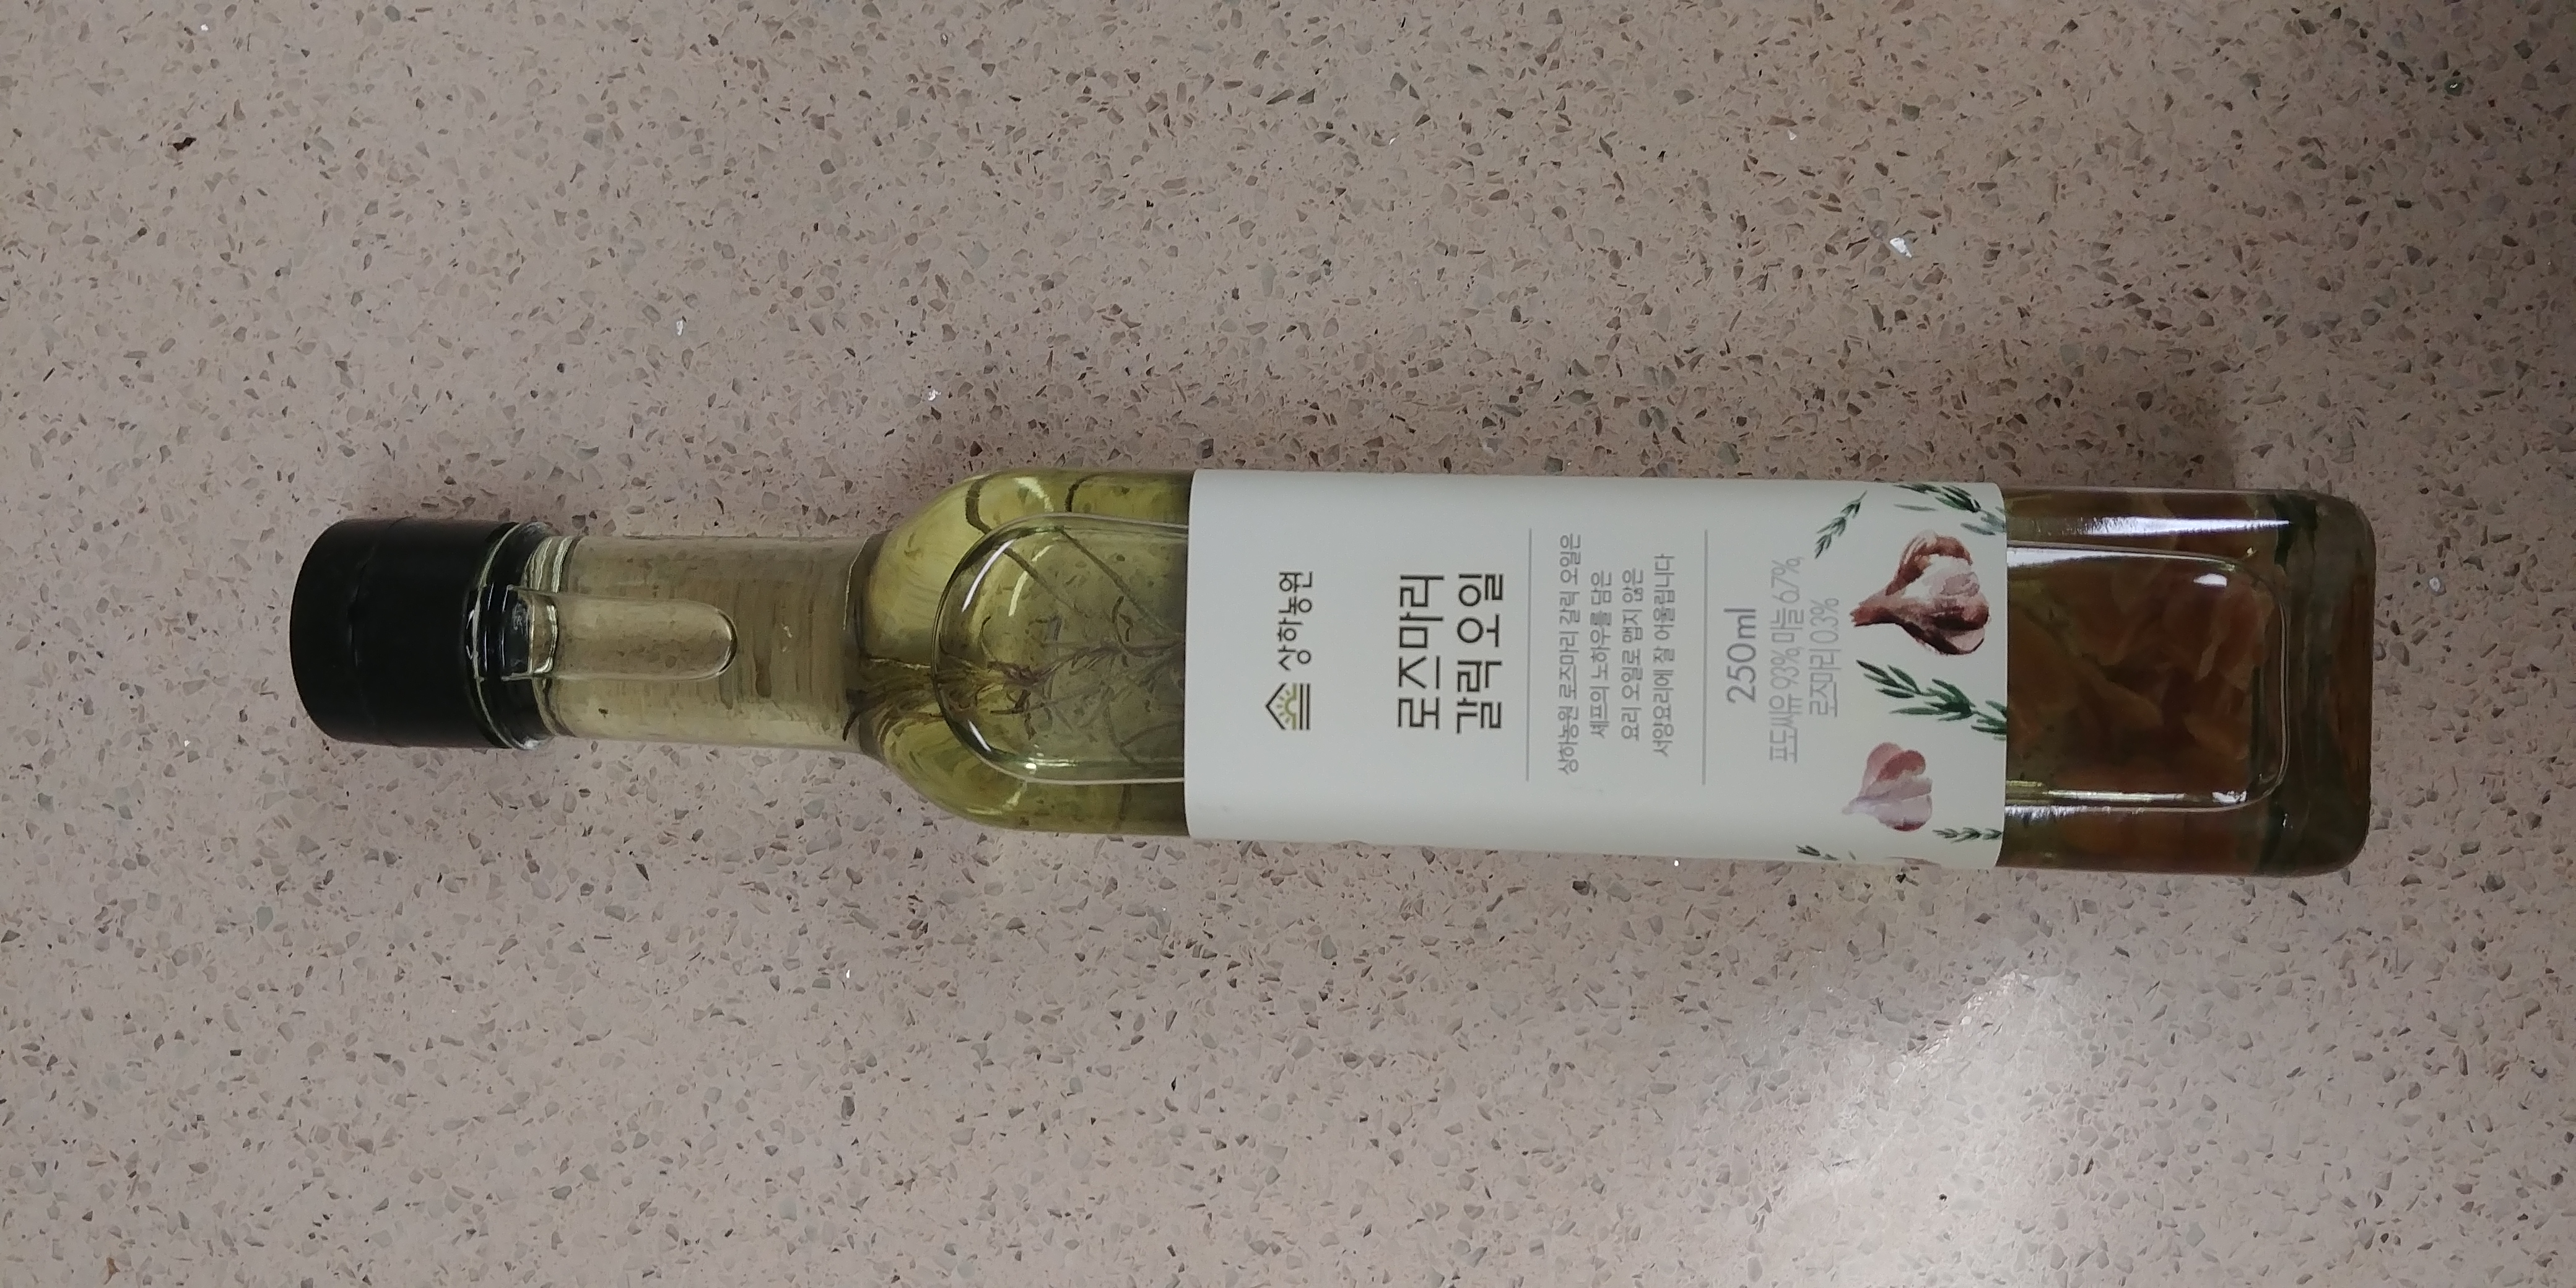 상하농원
로즈마리
갈릭 오일
상하농원 로즈마리 갈릭 오일은
셰프의 노하우를 담은
요리 오일로 맵지 않은
서양요리에 잘 어울립니다
250ml
포도씨유 93% 마늘 6.7%
로즈마리 0.3%